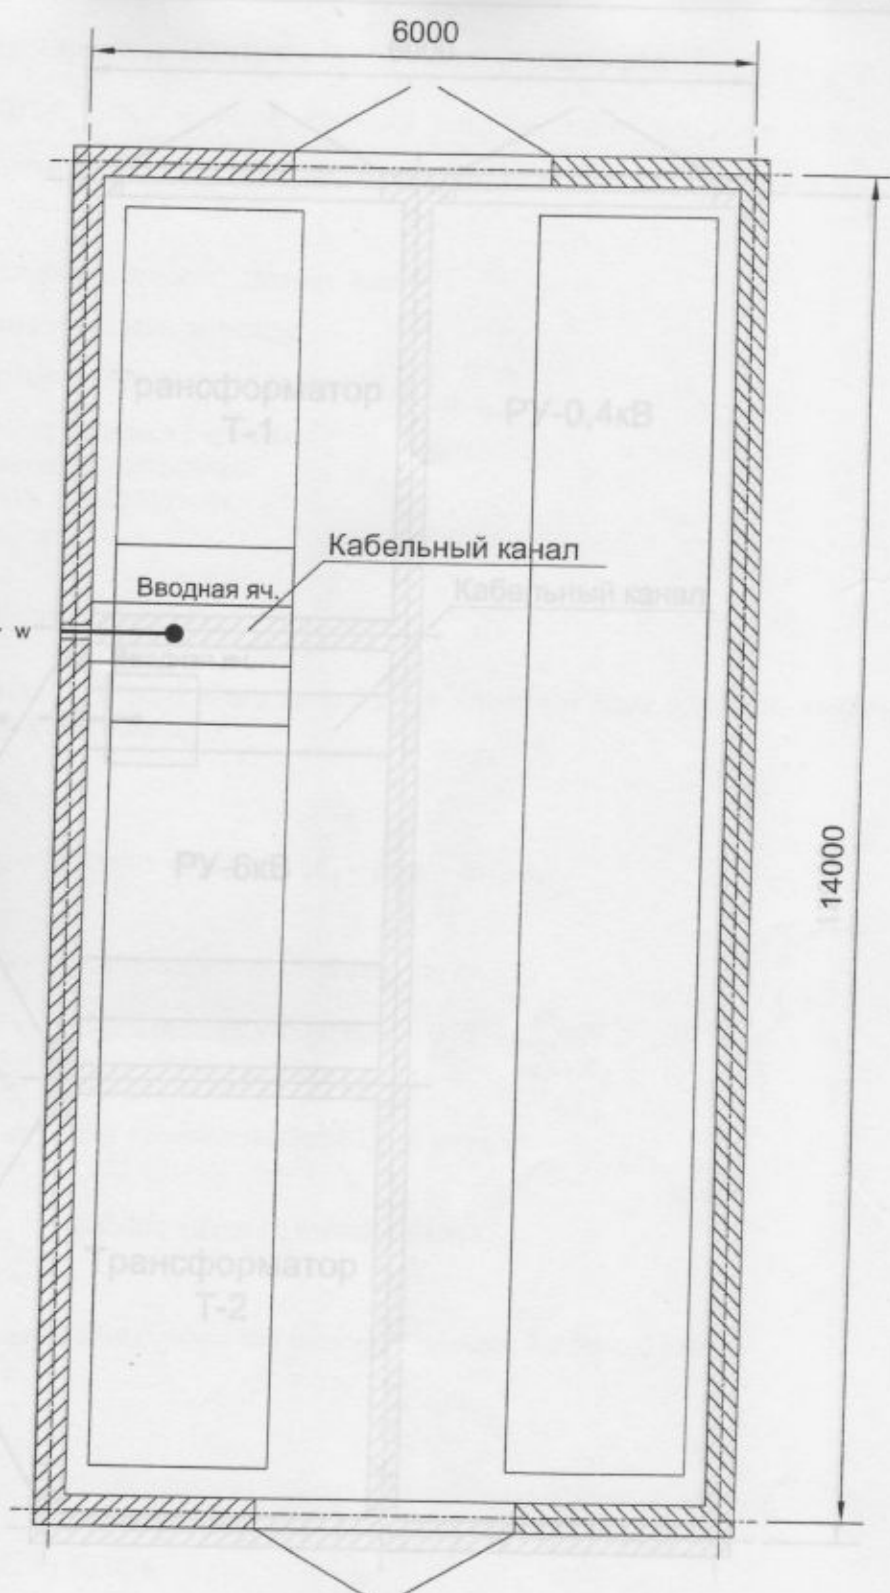 6000
Трансформатор
Т-1
РУ-0,4кВ
Кабельный канал
Вводная яч.
Кабельный канал
w
РУ-6кВ
14000
Трансформатор
Т-2